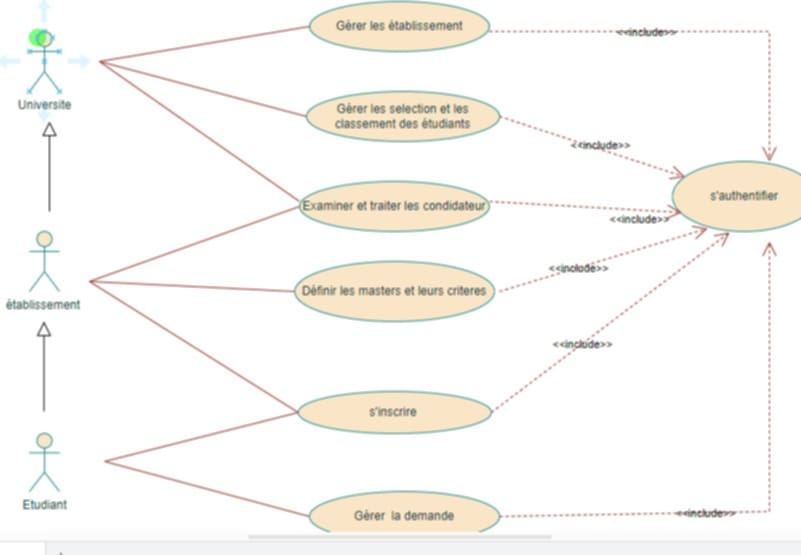 Gérer les établissement
<<include>>
Universite
Gérer les selection et les
classement des étudiants
<<include>>
s'authentifier
Examiner et traiter les condidateur
<<include>>
<<include>>
établissement
Définir les masters et leurs criteres
<<include>>
s'inscrire
Etudiant
Gérer la demande
<<include>>